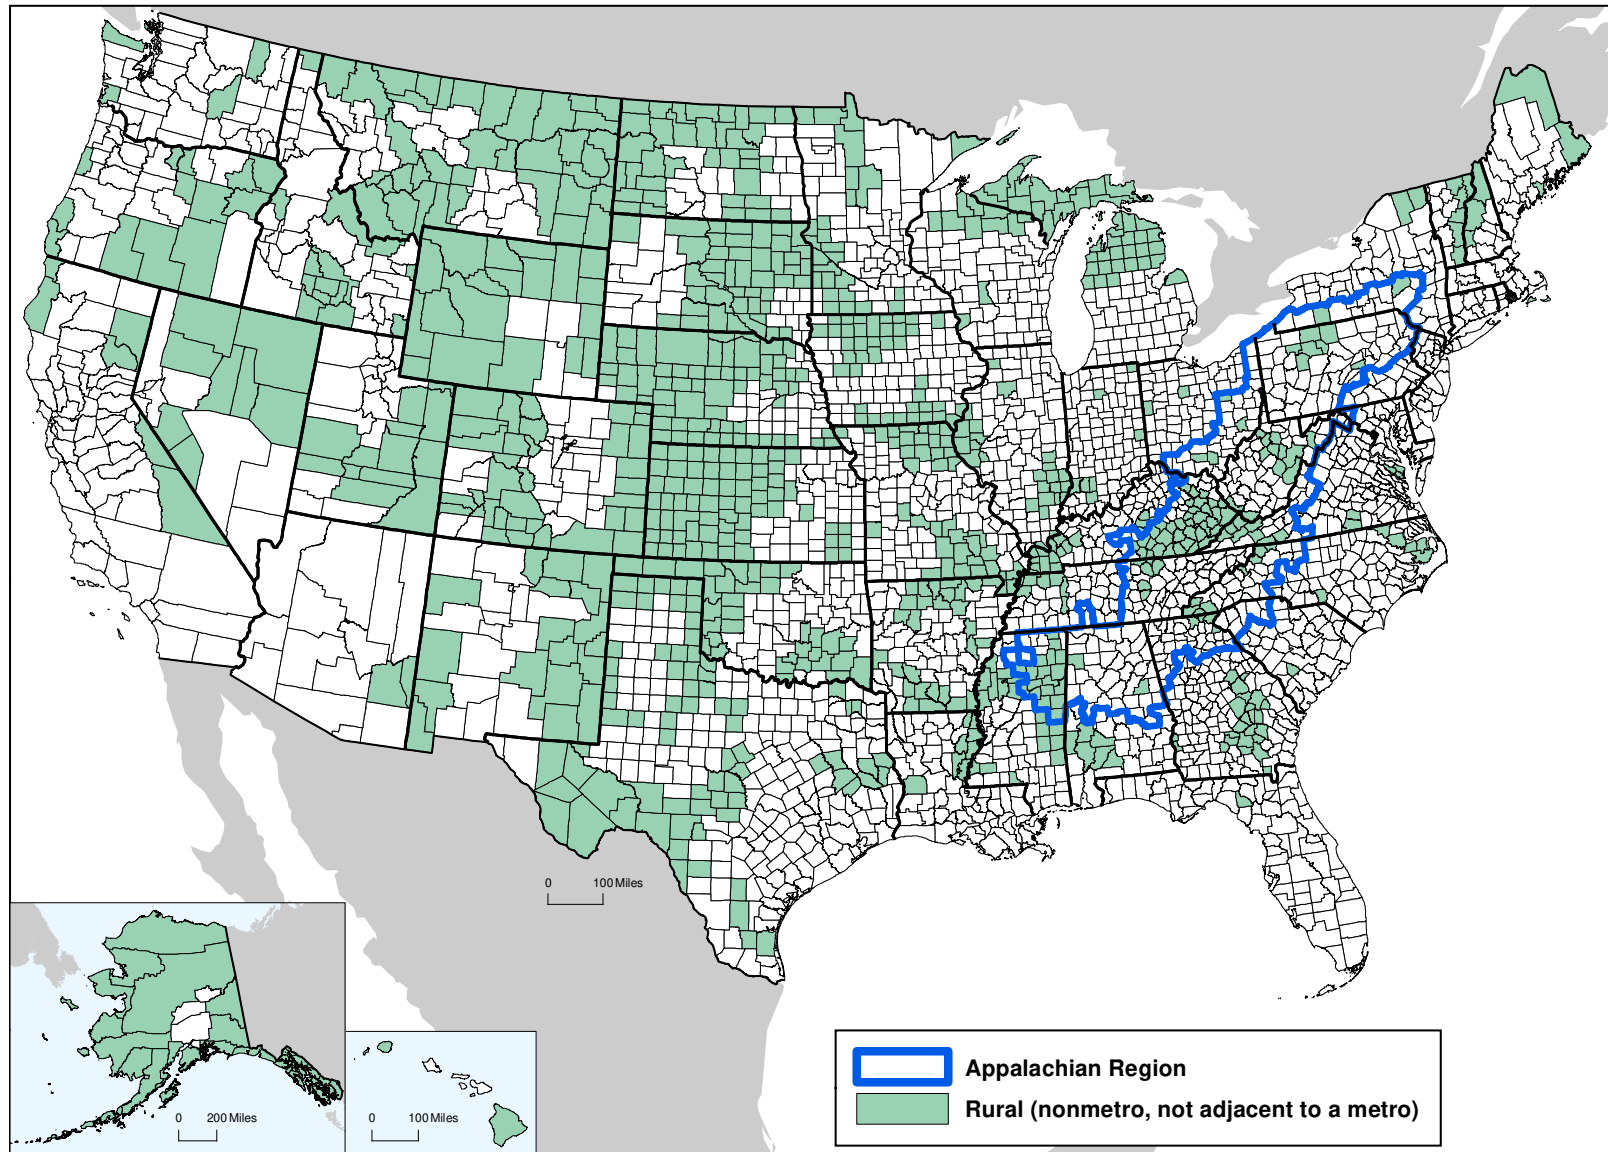 0 100 Miles
0 200 Miles
0 100 Miles
Appalachian Region
Rural (nonmetro, not adjacent to a metro)